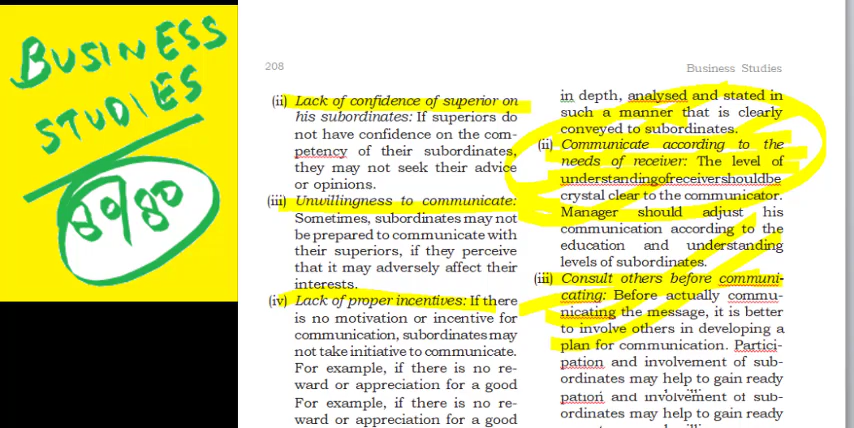 BUSINESS
STUDIES
80/80
208
Business Studies
(ii) Lack of confidence of superior on
his subordinates: If superiors do
not have confidence on the com-
petency of their subordinates,
they may not seek their advice
or opinions.
(iii) Unwillingness to communicate:
Sometimes, subordinates may not
be prepared to communicate with
their superiors, if they perceive
that it may adversely affect their
interests.
(iv) Lack of proper incentives: If there
is no motivation or incentive for
communication, subordinates may
not take initiative to communicate.
For example, if there is no re-
ward or appreciation for a good
For example, if there is no re-
ward or appreciation for a good
in depth, analysed and stated in
such a manner that is clearly
conveyed to subordinates.
(ii) Communicate according to the
needs of receiver: The level of
understandingofreceivershouldbe
crystal clear to the communicator.
Manager should adjust his
communication according to the
education and understanding
levels of subordinates.
(iii) Consult others before communi-
cating: Before actually commu-
nicating the message, it is better
to involve others in developing a
plan for communication. Partici-
pation and involvement of sub-
ordinates may help to gain ready
pation and involvement of sub-
ordinates may help to gain ready